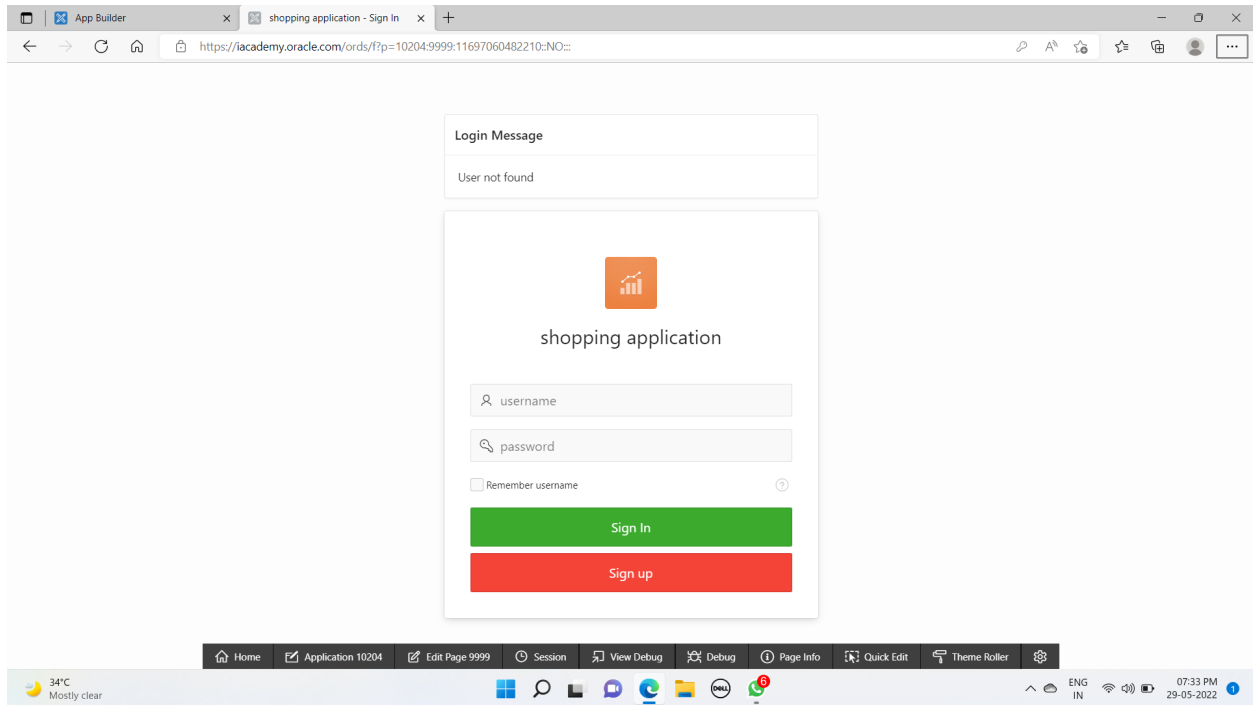 App Builder
shopping application - Sign In
https://iacademy.oracle.com/ords/f?p=10204:9999:11697060482210::NO:::
Login Message
User not found
shopping application
username
password
Remember username
?
Sign In
Sign up
Home
Application 10204
Edit Page 9999
Session
View Debug
Debug
Page Info
Quick Edit
Theme Roller
34°C
Mostly clear
DELL
6
ENG
IN
07:33 PM
29-05-2022
1